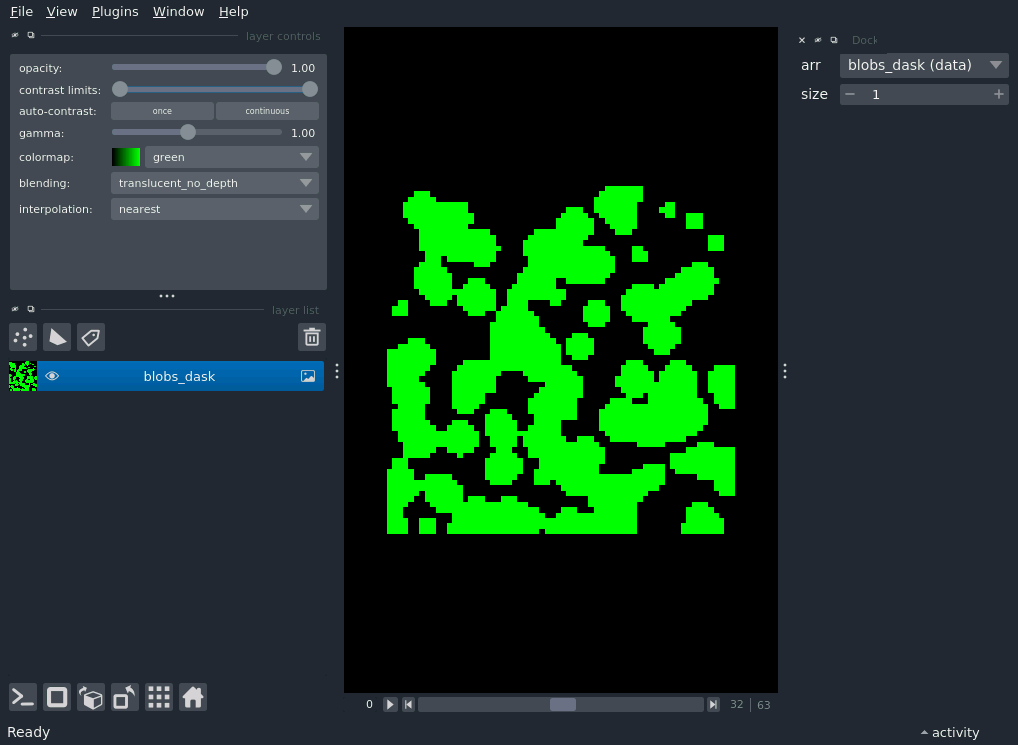 File View Plugins Window Help
layer controls
opacity: 1.00
contrast limits:
auto-contrast: once continuous
gamma: 1.00
colormap: green
blending: translucent_no_depth
interpolation: nearest
layer list
blobs_dask
0 32 63
Ready
Dock
arr blobs_dask (data)
size 1
activity